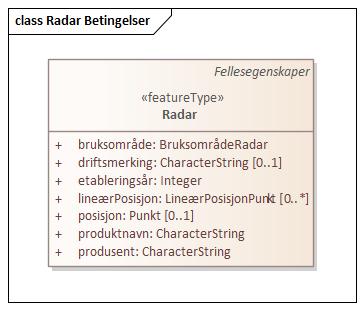 class Radar Betingelser
Fellesegenskaper
«featureType»
Radar
+ bruksområde: BruksområdeRadar
+ driftsmerking: CharacterString [0..1]
+ etableringsår: Integer
+ lineærPosisjon: LineærPosisjonPunkt [0..*]
+ posisjon: Punkt [0..1]
+ produktnavn: CharacterString
+ produsent: CharacterString